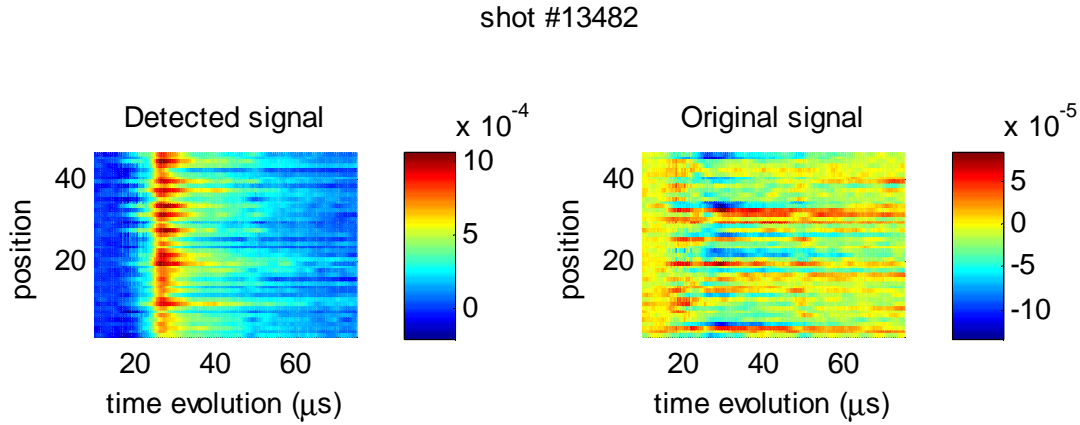 shot #13482
Detected signal
x 10-4
position
40
20
20
40
60
time evolution (μs)
10
5
0
Original signal
x 10-5
position
40
20
20
40
60
time evolution (μs)
5
0
-5
-10